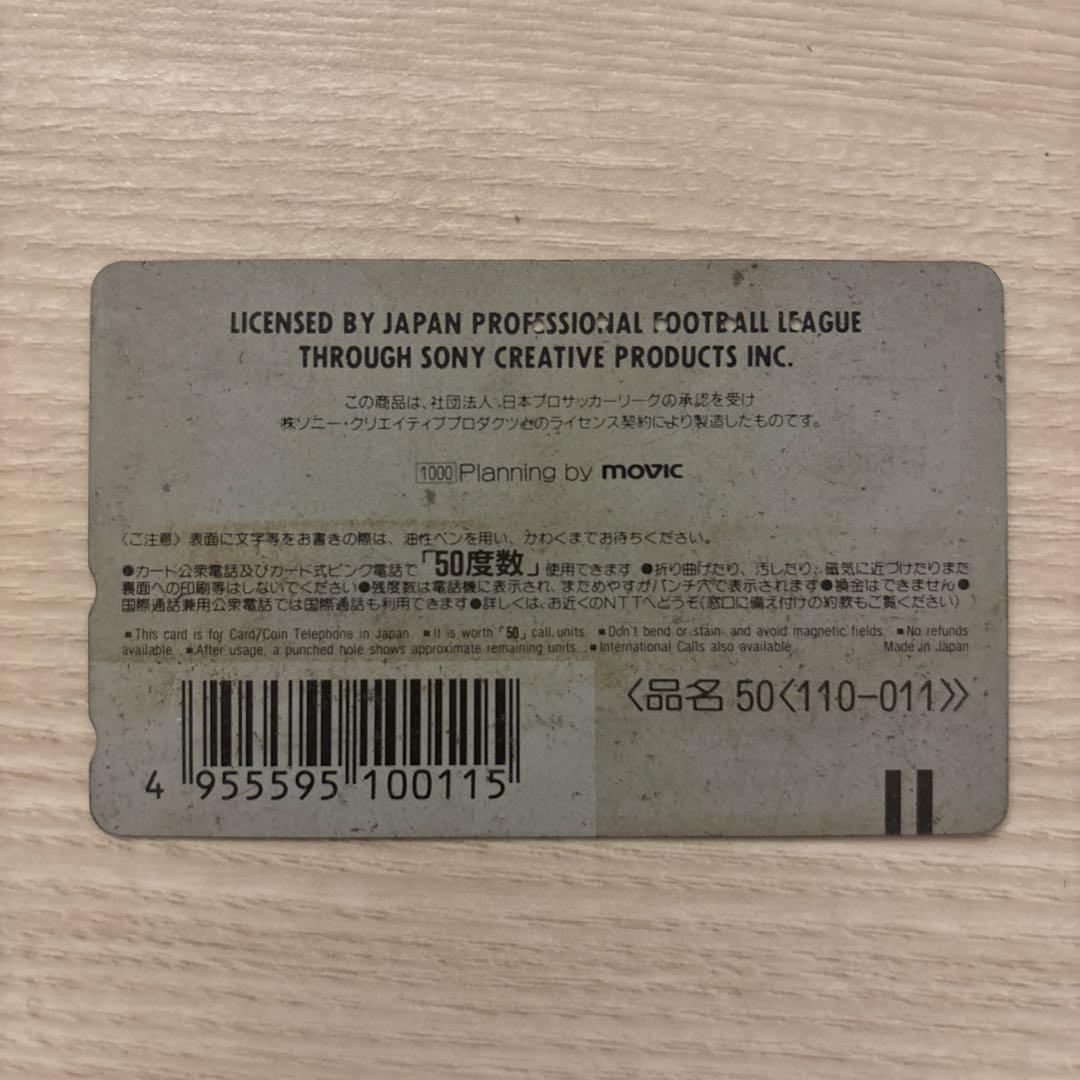 LICENSED BY JAPAN PROFESSIONAL FOOTBALL LEAGUE
THROUGH SONY CREATIVE PRODUCTS INC.
この商品は、社団法人 日本プロサッカーリーグの承認を受け
㈱ソニー・クリエイティブプロダクツとのライセンス契約により製造したものです。
1000 Planning by movic
〈ご注意〉表面に文字等をお書きの際は、油性ペンを用い、かわくまでお待ちください。
●カード公衆電話及びカード式ピンク電話で「50度数」使用できます ●折り曲げたり、汚したり、磁気に近づけたりまた
裏面への印刷等はしないでください●残度数は電話機に表示され、まためやすがパンチ穴で表示されます●換金はできません●
国際通話兼用公衆電話では国際通話も利用できます●詳しくは、お近くのNTTへどうぞ(窓口に備え付けの約款もご覧ください)
■This card is for Card/Coin Telephone in Japan. ■It is worth「50」call units. ■Don't bend or stain and avoid magnetic fields. ■No refunds
available. ■After usage, a punched hole shows approximate remaining units. ■International Calls also available. Made in Japan
〈品名 50〈110-011〉〉
4 955595 100115